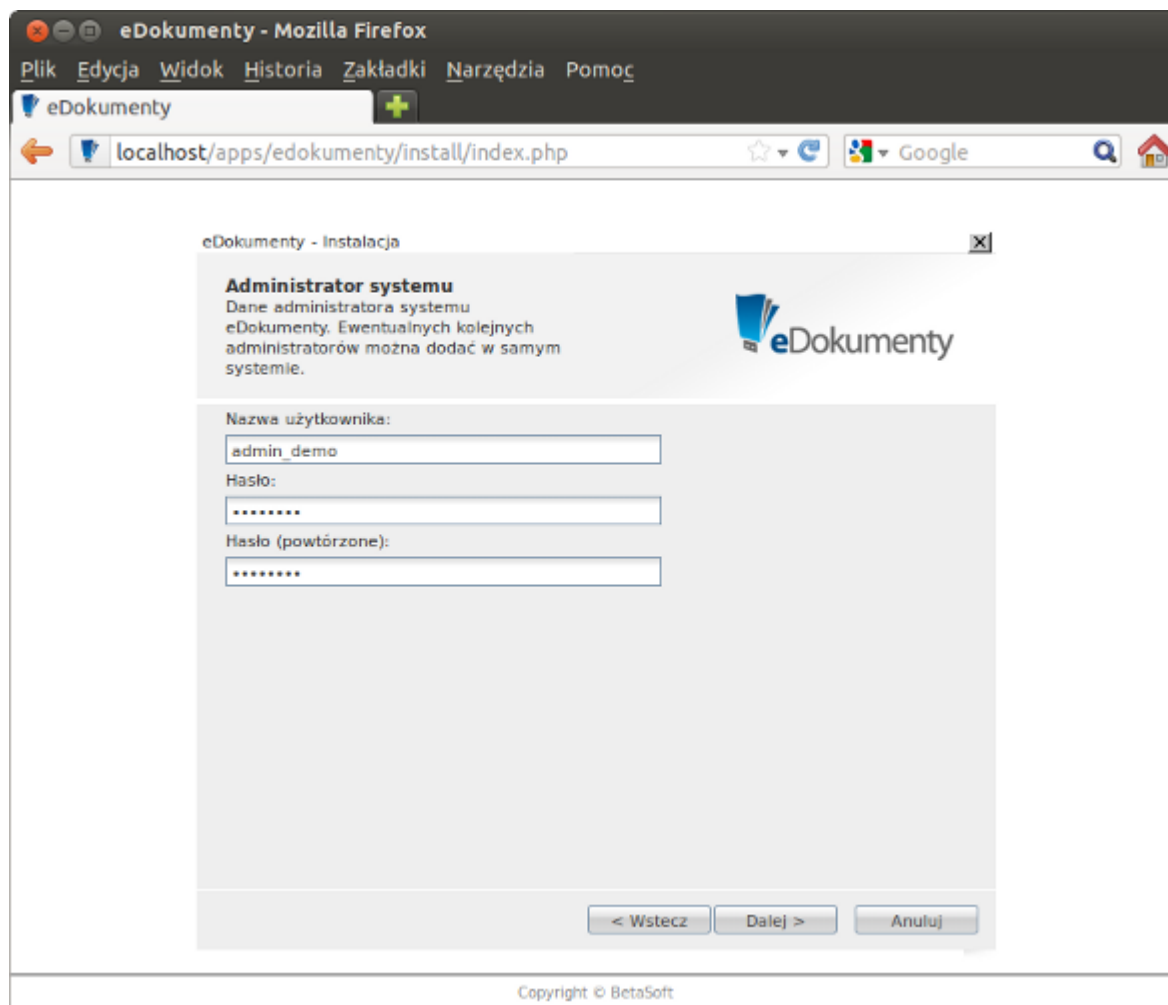 eDokumenty - Mozilla Firefox
Plik Edycja Widok Historia Zakładki Narzędzia Pomoc
eDokumenty
localhost/apps/edokumenty/install/index.php
Google
eDokumenty - Instalacja
Administrator systemu
Dane administratora systemu
eDokumenty. Ewentualnych kolejnych
administratorów można dodać w samym
systemie.
eDokumenty
Nazwa użytkownika:
admin_demo
Hasło:
••••••••
Hasło (powtórzone):
••••••••
< Wstecz
Dalej >
Anuluj
Copyright © BetaSoft